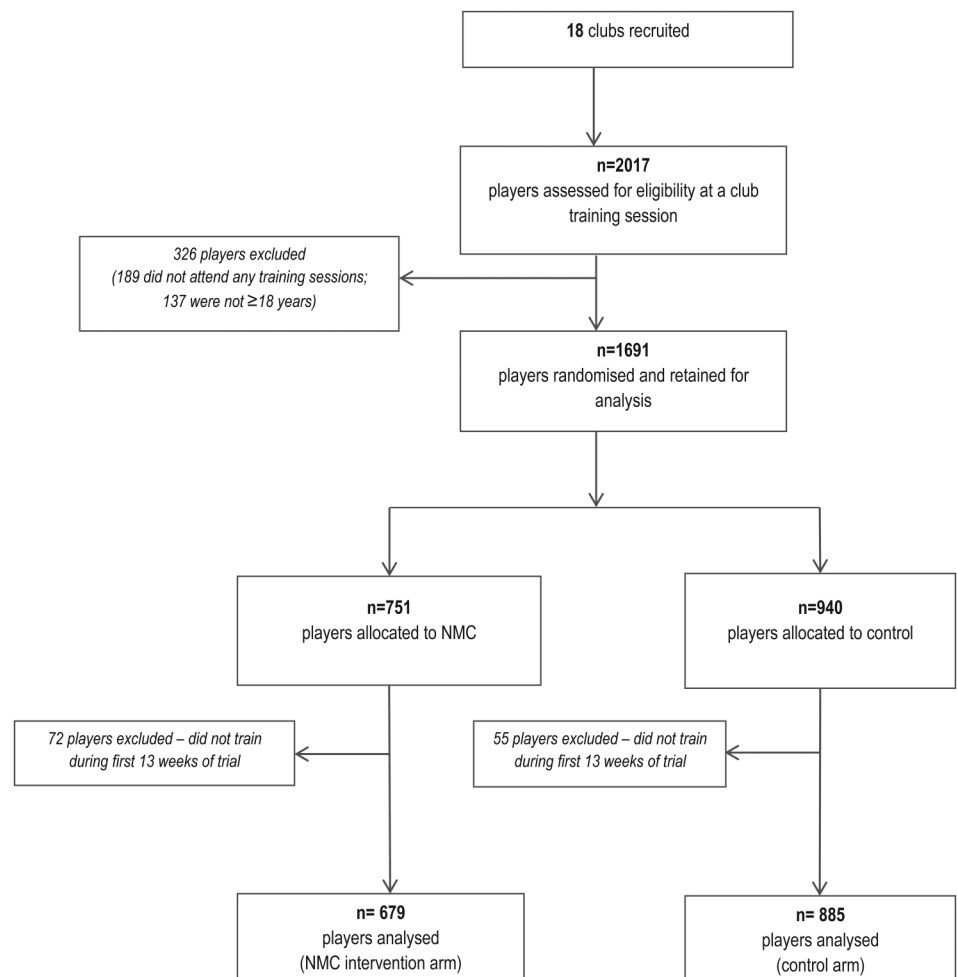 18 clubs recruited
n=2017
players assessed for eligibility at a club
training session
326 players excluded
(189 did not attend any training sessions;
137 were not ≥18 years)
n=1691
players randomised and retained for
analysis
n=751
players allocated to NMC
n=940
players allocated to control
72 players excluded – did not train
during first 13 weeks of trial
55 players excluded – did not train
during first 13 weeks of trial
n= 679
players analysed
(NMC intervention arm)
n= 885
players analysed
(control arm)